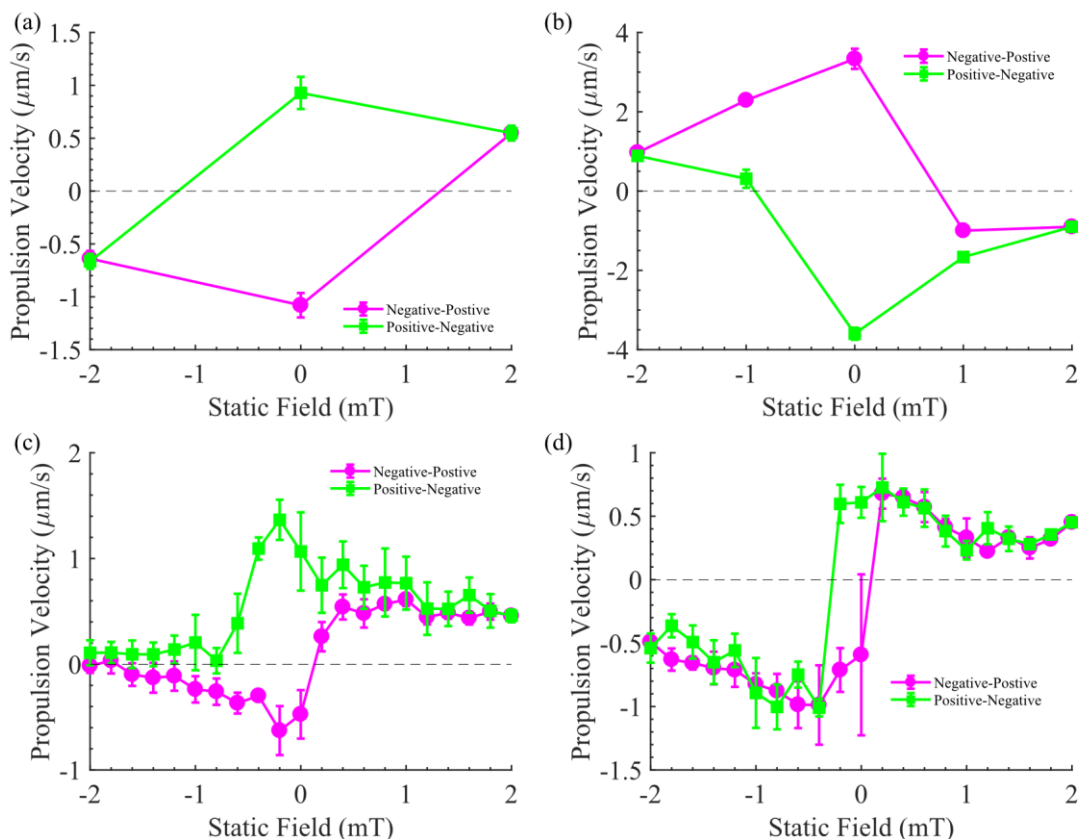 (a)
Propulsion Velocity (μm/s)
1.5
1
0.5
0
-0.5
-1
-1.5
Negative-Postive
Positive-Negative
-2 -1 0 1 2
Static Field (mT)
(b)
Propulsion Velocity (μm/s)
4
2
0
-2
-4
Negative-Postive
Positive-Negative
-2 -1 0 1 2
Static Field (mT)
(c)
Propulsion Velocity (μm/s)
2
1
0
-1
Negative-Postive
Positive-Negative
-2 -1 0 1 2
Static Field (mT)
(d)
Propulsion Velocity (μm/s)
1
0.5
0
-0.5
-1
-1.5
Negative-Postive
Positive-Negative
-2 -1 0 1 2
Static Field (mT)